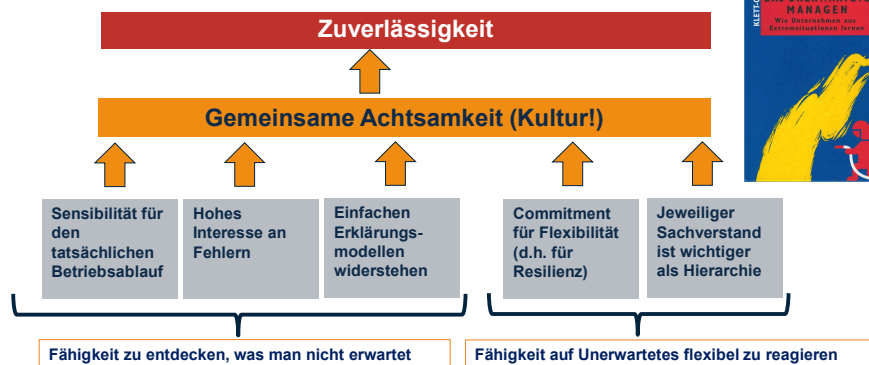 KLETT-C
MANAGEN
Wie Unternehmen aus
Extremsituationen lernen
Zuverlässigkeit
Gemeinsame Achtsamkeit (Kultur!)
Sensibilität für
den
tatsächlichen
Betriebsablauf
Hohes
Interesse an
Fehlern
Einfachen
Erklärungs-
modellen
widerstehen
Commitment
für Flexibilität
(d.h. für
Resilienz)
Jeweiliger
Sachverstand
ist wichtiger
als Hierarchie
Fähigkeit zu entdecken, was man nicht erwartet
Fähigkeit auf Unerwartetes flexibel zu reagieren